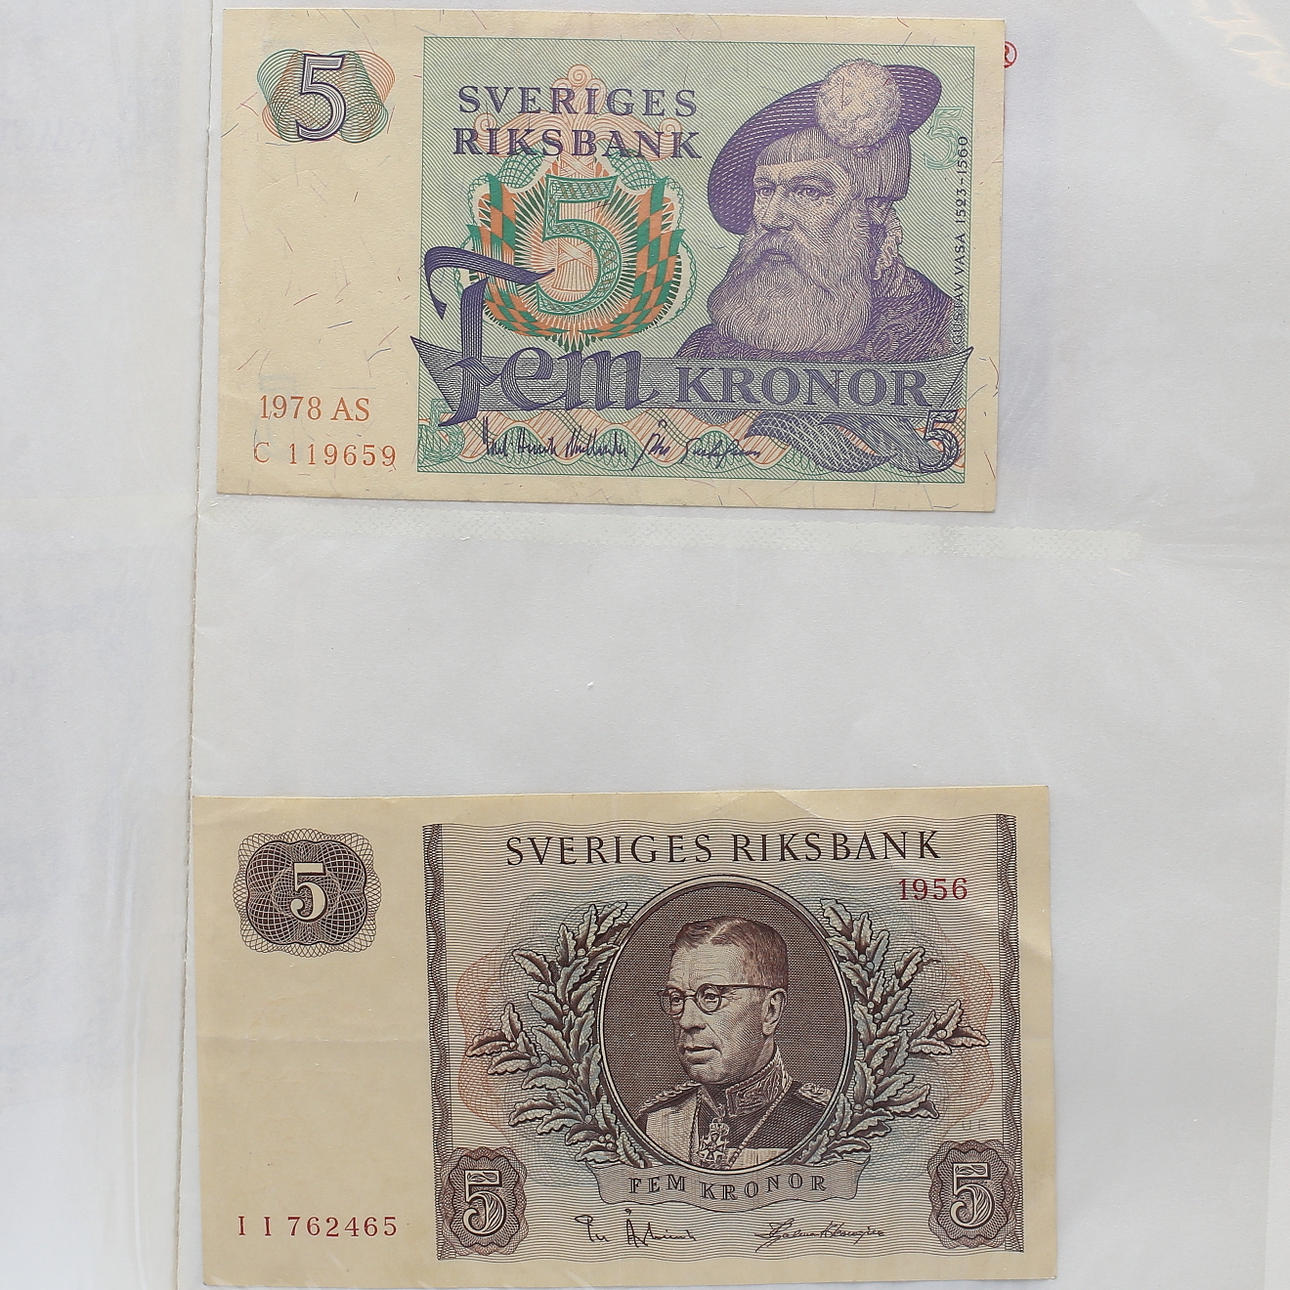 5
®
SVERIGES
RIKSBANK
5
5
GUSTAV VASA 1523-1560
Fem KRONOR
1978 AS
C 119659
5
5
SVERIGES RIKSBANK
1956
5
FEM KRONOR
5
5
I I 762465